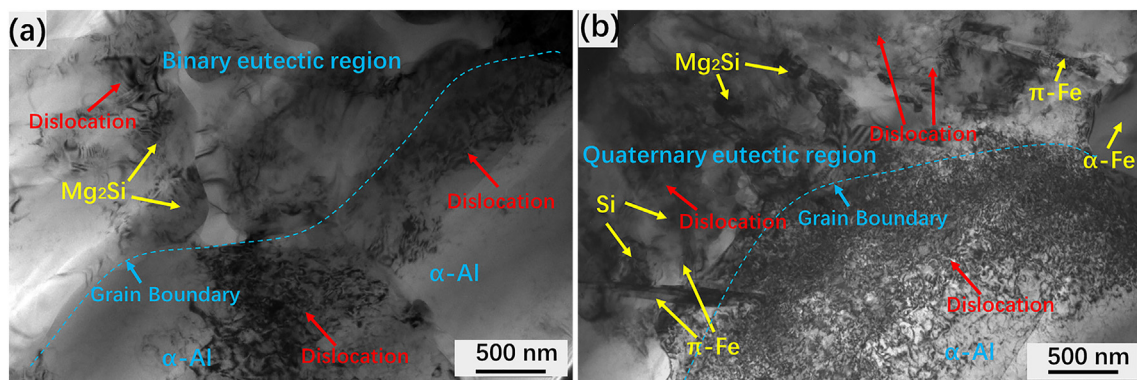 (a)
Binary eutectic region
Dislocation
Mg₂Si
Dislocation
α-Al
Grain Boundary
Dislocation
α-Al
500 nm
(b)
Mg₂Si
π-Fe
Dislocation
α-Fe
Quaternary eutectic region
Si
Dislocation
Grain Boundary
Dislocation
π-Fe
α-Al
500 nm